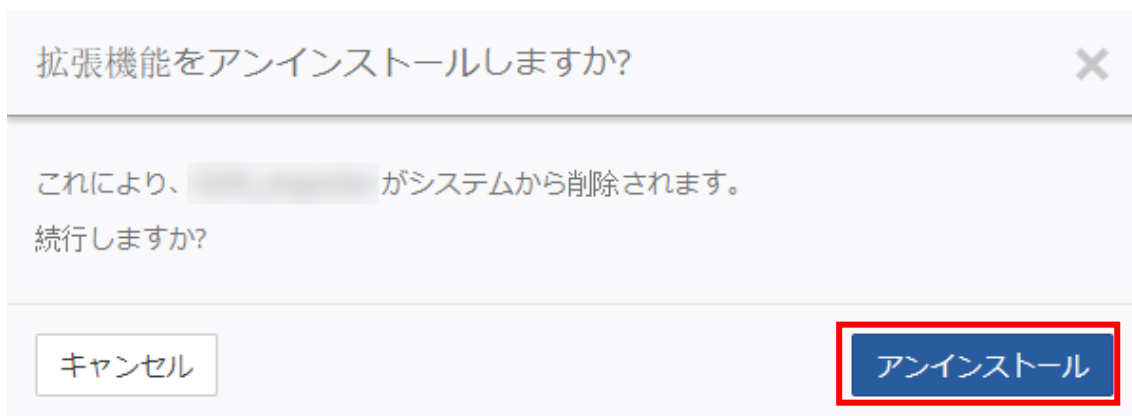 拡張機能をアンインストールしますか?
これにより、 がシステムから削除されます。
続行しますか?
キャンセル
アンインストール